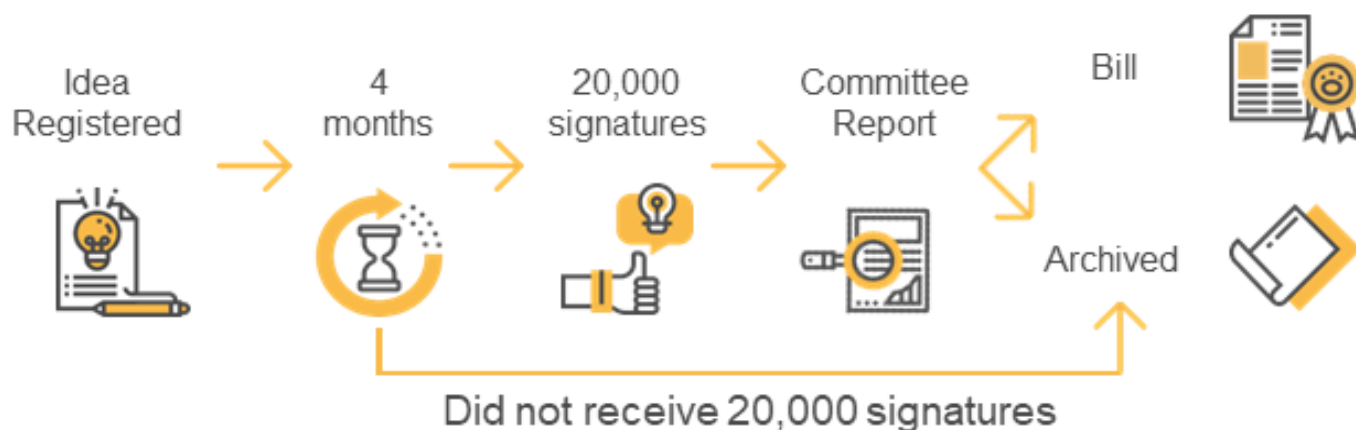 Idea
Registered
4
months
20,000
signatures
Committee
Report
Bill
Archived
Did not receive 20,000 signatures